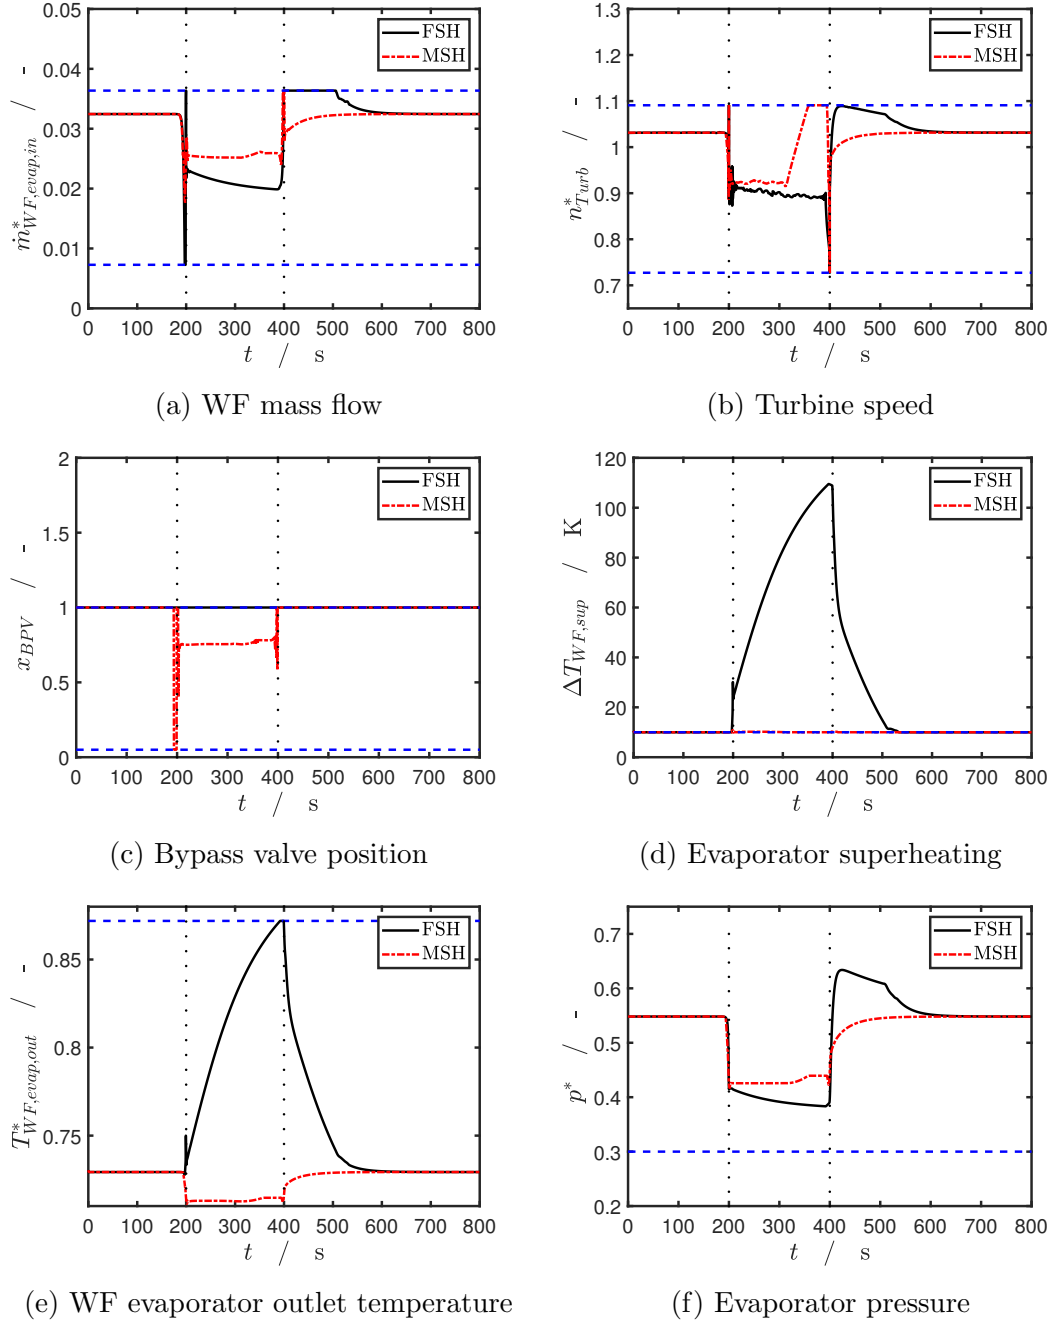 0.05
0.04
0.03
0.02
0.01
0
ṁ*WF,evap,in / -
FSH
MSH
0 100 200 300 400 500 600 700 800
t / s
(a) WF mass flow
1.3
1.2
1.1
1
0.9
0.8
0.7
n*Turb / -
FSH
MSH
0 100 200 300 400 500 600 700 800
t / s
(b) Turbine speed
2
1.5
1
0.5
0
xBPV / -
FSH
MSH
0 100 200 300 400 500 600 700 800
t / s
(c) Bypass valve position
120
100
80
60
40
20
0
ΔTWF,sup / K
FSH
MSH
0 100 200 300 400 500 600 700 800
t / s
(d) Evaporator superheating
0.85
0.8
0.75
T*WF,evap,out / -
FSH
MSH
0 100 200 300 400 500 600 700 800
t / s
(e) WF evaporator outlet temperature
0.7
0.6
0.5
0.4
0.3
0.2
p* / -
FSH
MSH
0 100 200 300 400 500 600 700 800
t / s
(f) Evaporator pressure